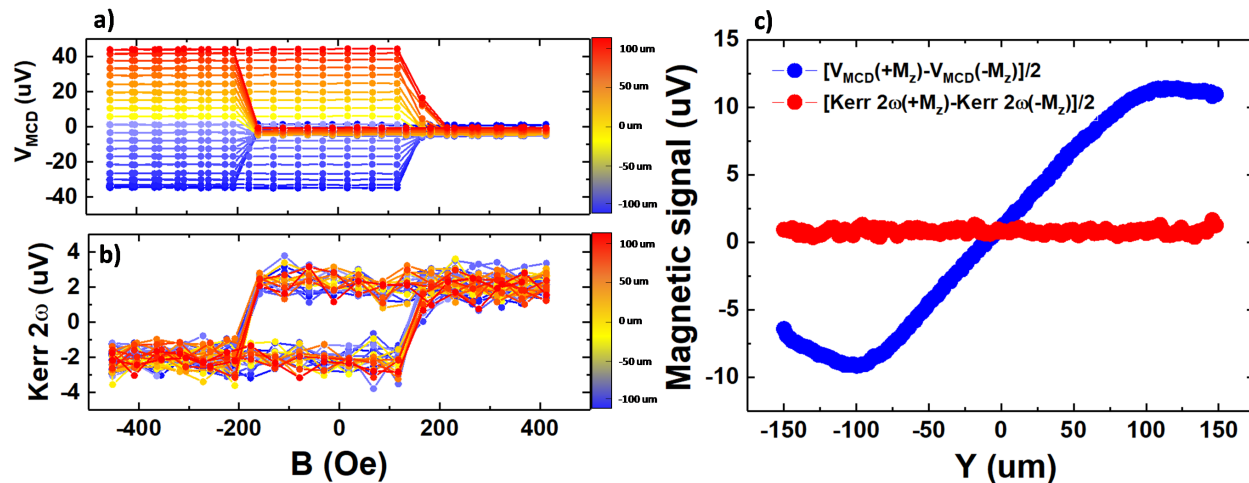 a)
V_MCD (uV)
40
20
0
-20
-40
100 um
50 um
0 um
-50 um
-100 um
b)
Kerr 2ω (uV)
4
2
0
-2
-4
100 um
50 um
0 um
-50 um
-100 um
-400 -200 0 200 400
B (Oe)
c)
Magnetic signal (uV)
15
10
5
0
-5
-10
[V_MCD(+M_z)-V_MCD(-M_z)]/2
[Kerr 2ω(+M_z)-Kerr 2ω(-M_z)]/2
-150 -100 -50 0 50 100 150
Y (um)